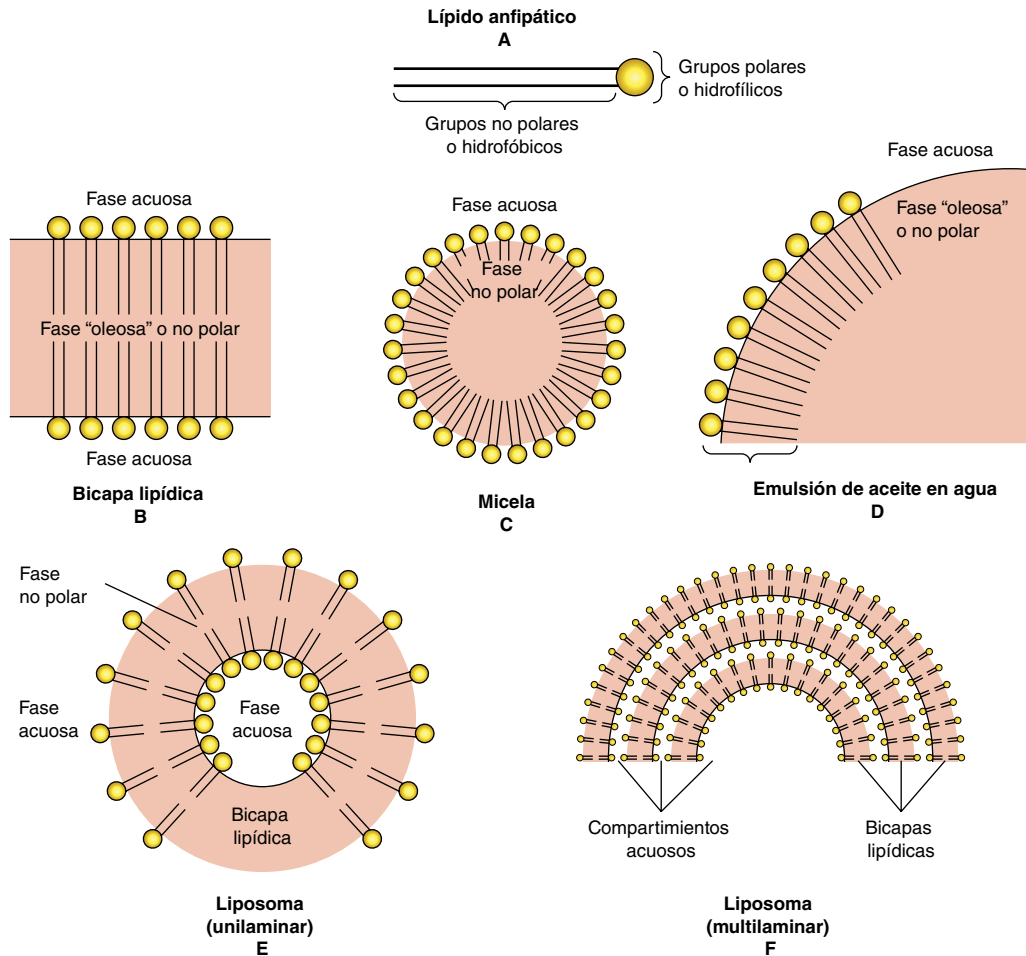 Lípido anfipático
A
Grupos polares
o hidrofílicos
Grupos no polares
o hidrofóbicos
Fase acuosa
Fase “oleosa” o no polar
Fase acuosa
Bicapa lipídica
B
Fase acuosa
Fase
no polar
Micela
C
Fase acuosa
Fase “oleosa”
o no polar
Emulsión de aceite en agua
D
Fase
no polar
Fase
acuosa
Fase
acuosa
Bicapa
lipídica
Liposoma
(unilaminar)
E
Compartimientos
acuosos
Bicapas
lipídicas
Liposoma
(multilaminar)
F